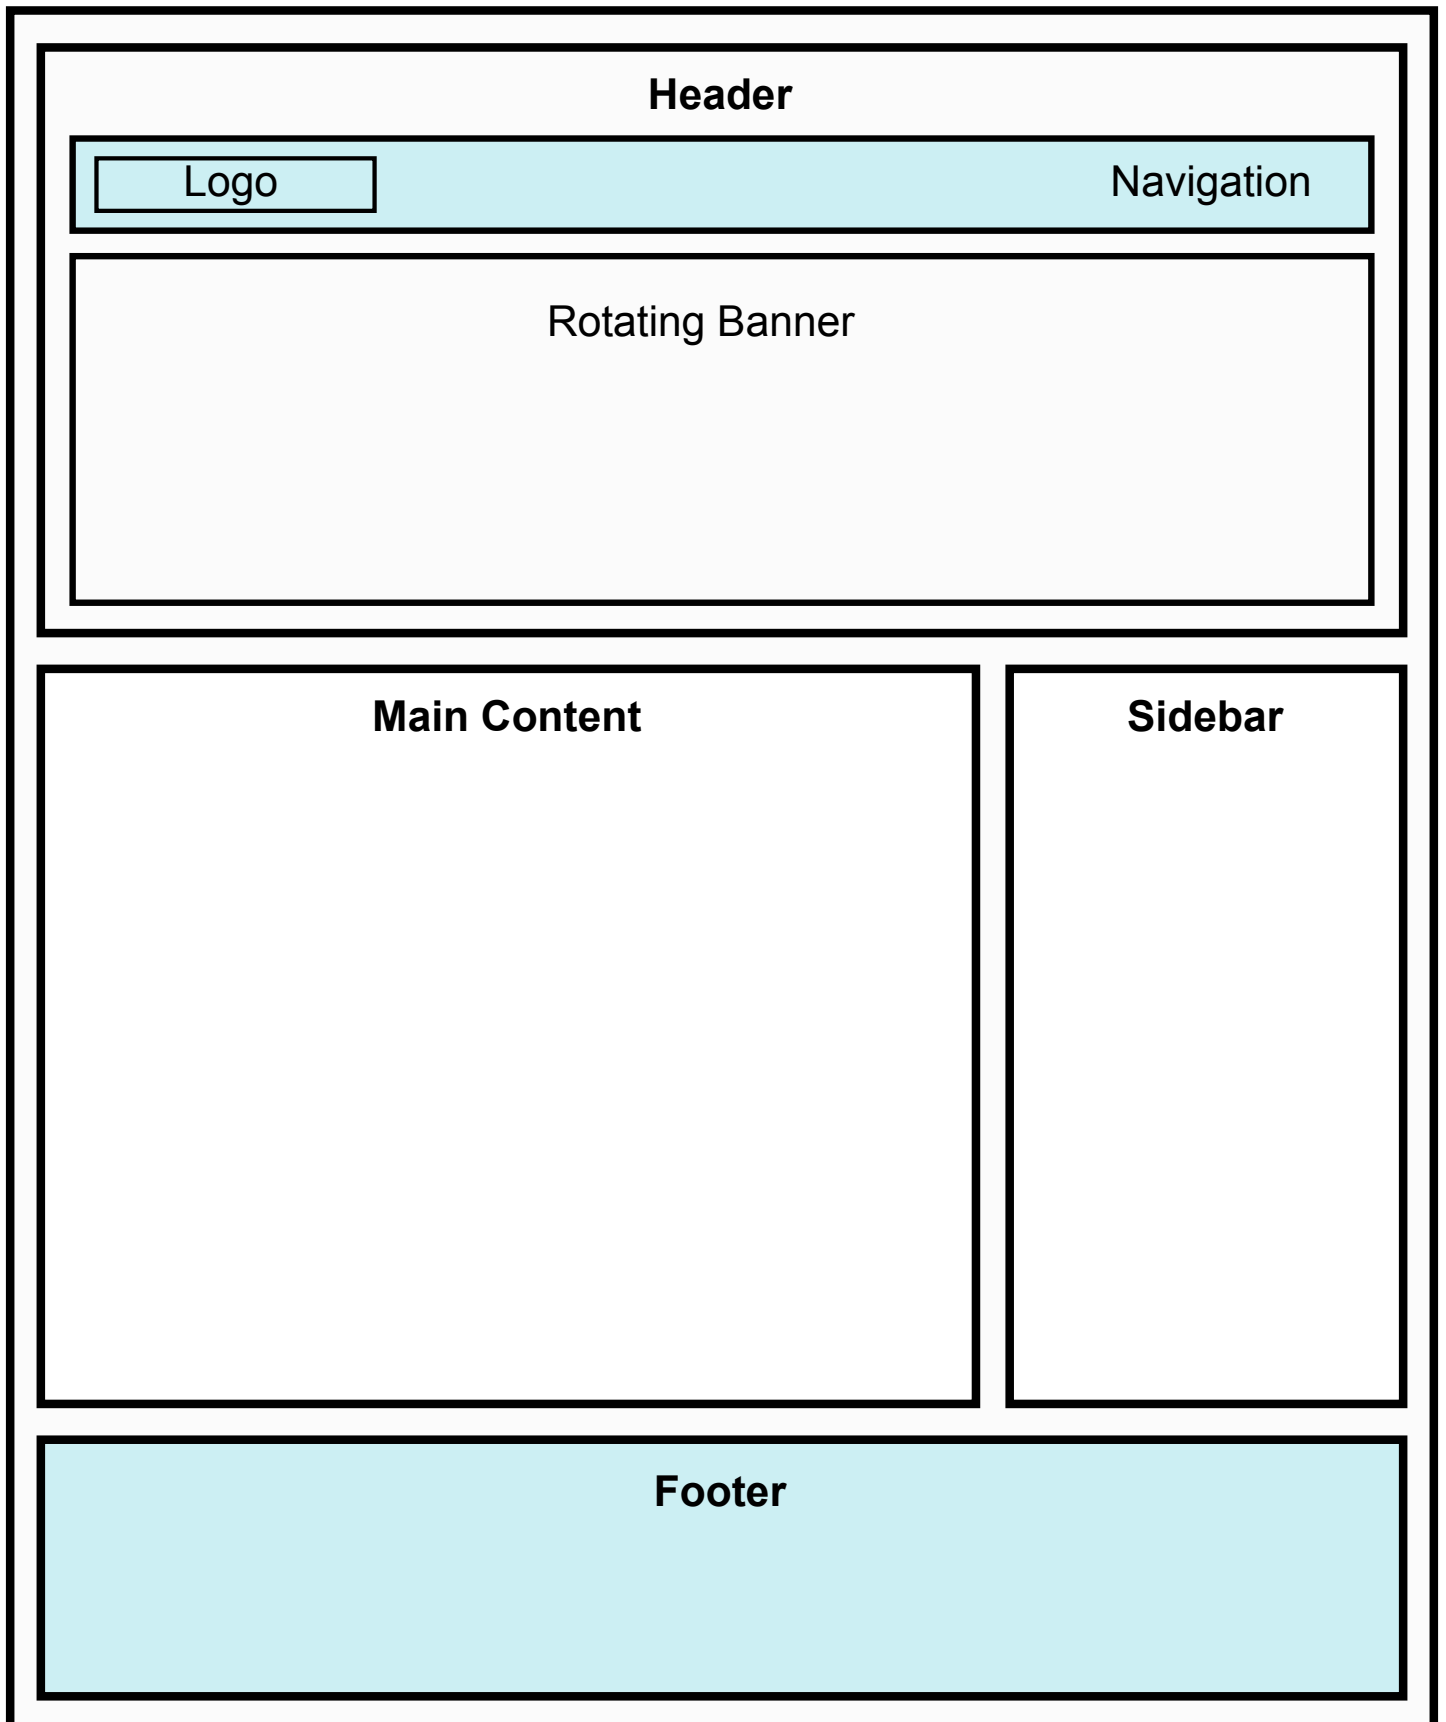 Header
Logo
Navigation
Rotating Banner
Main Content
Sidebar
Footer